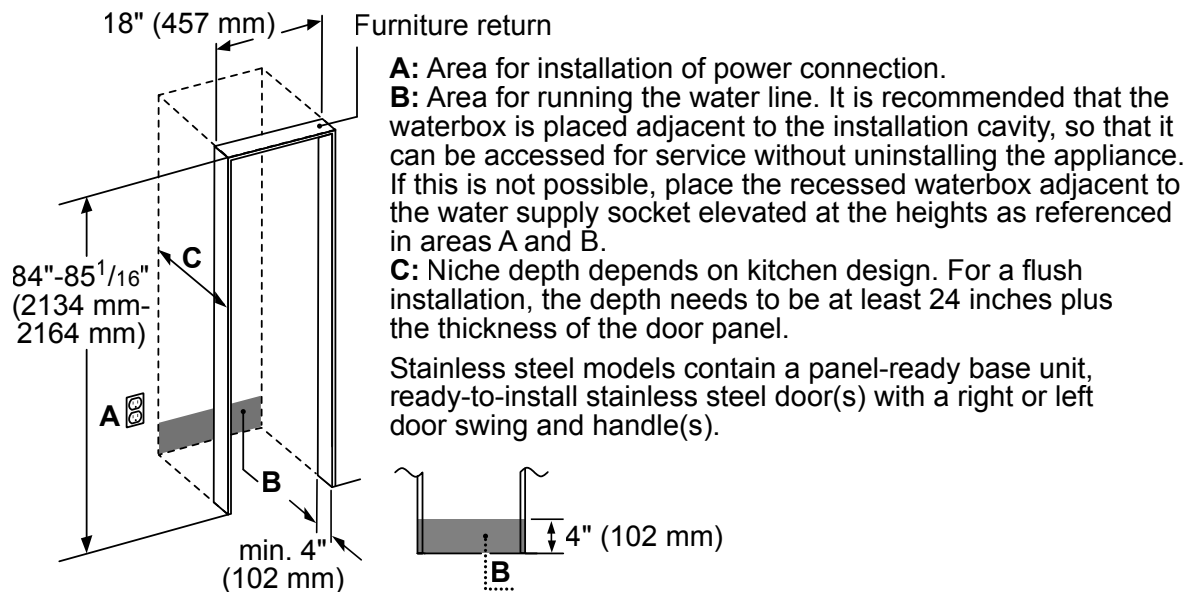 18" (457 mm)
Furniture return
A: Area for installation of power connection.
B: Area for running the water line. It is recommended that the
waterbox is placed adjacent to the installation cavity, so that it
can be accessed for service without uninstalling the appliance.
If this is not possible, place the recessed waterbox adjacent to
the water supply socket elevated at the heights as referenced
in areas A and B.
C: Niche depth depends on kitchen design. For a flush
installation, the depth needs to be at least 24 inches plus
the thickness of the door panel.
Stainless steel models contain a panel-ready base unit,
ready-to-install stainless steel door(s) with a right or left
door swing and handle(s).
C
84"-85 1/16"
(2134 mm-
2164 mm)
A
B
min. 4"
(102 mm)
4" (102 mm)
B